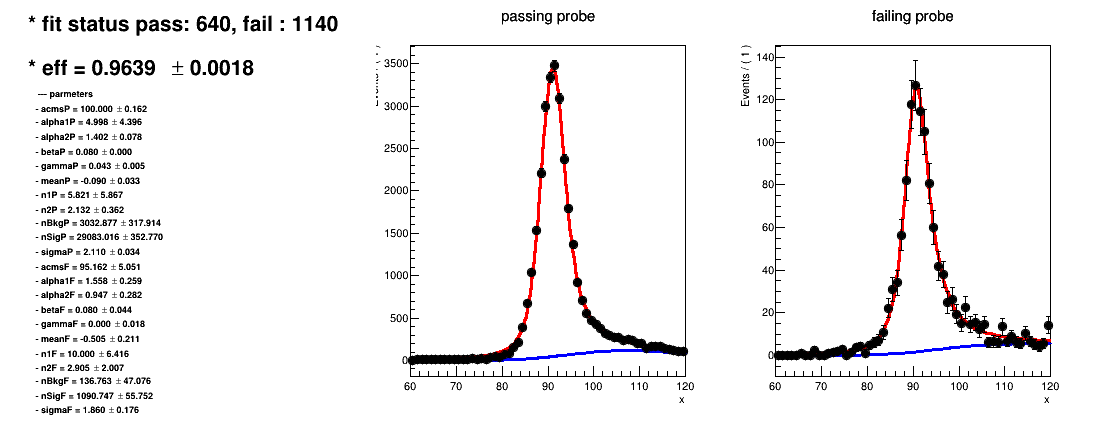 * fit status pass: 640, fail : 1140
* eff = 0.9639 ± 0.0018
--- parmeters
- acmsP = 100.000 ± 0.162
- alpha1P = 4.998 ± 4.396
- alpha2P = 1.402 ± 0.078
- betaP = 0.080 ± 0.000
- gammaP = 0.043 ± 0.005
- meanP = -0.090 ± 0.033
- n1P = 5.821 ± 5.867
- n2P = 2.132 ± 0.362
- nBkgP = 3032.877 ± 317.914
- nSigP = 29083.016 ± 352.770
- sigmaP = 2.110 ± 0.034
- acmsF = 95.162 ± 5.051
- alpha1F = 1.558 ± 0.259
- alpha2F = 0.947 ± 0.282
- betaF = 0.080 ± 0.044
- gammaF = 0.000 ± 0.018
- meanF = -0.505 ± 0.211
- n1F = 10.000 ± 6.416
- n2F = 2.905 ± 2.007
- nBkgF = 136.763 ± 47.076
- nSigF = 1090.747 ± 55.752
- sigmaF = 1.860 ± 0.176
passing probe
3500
3000
2500
2000
1500
1000
500
0
60 70 80 90 100 110 120
x
failing probe
Events / ( 1 )
140
120
100
80
60
40
20
0
60 70 80 90 100 110 120
x